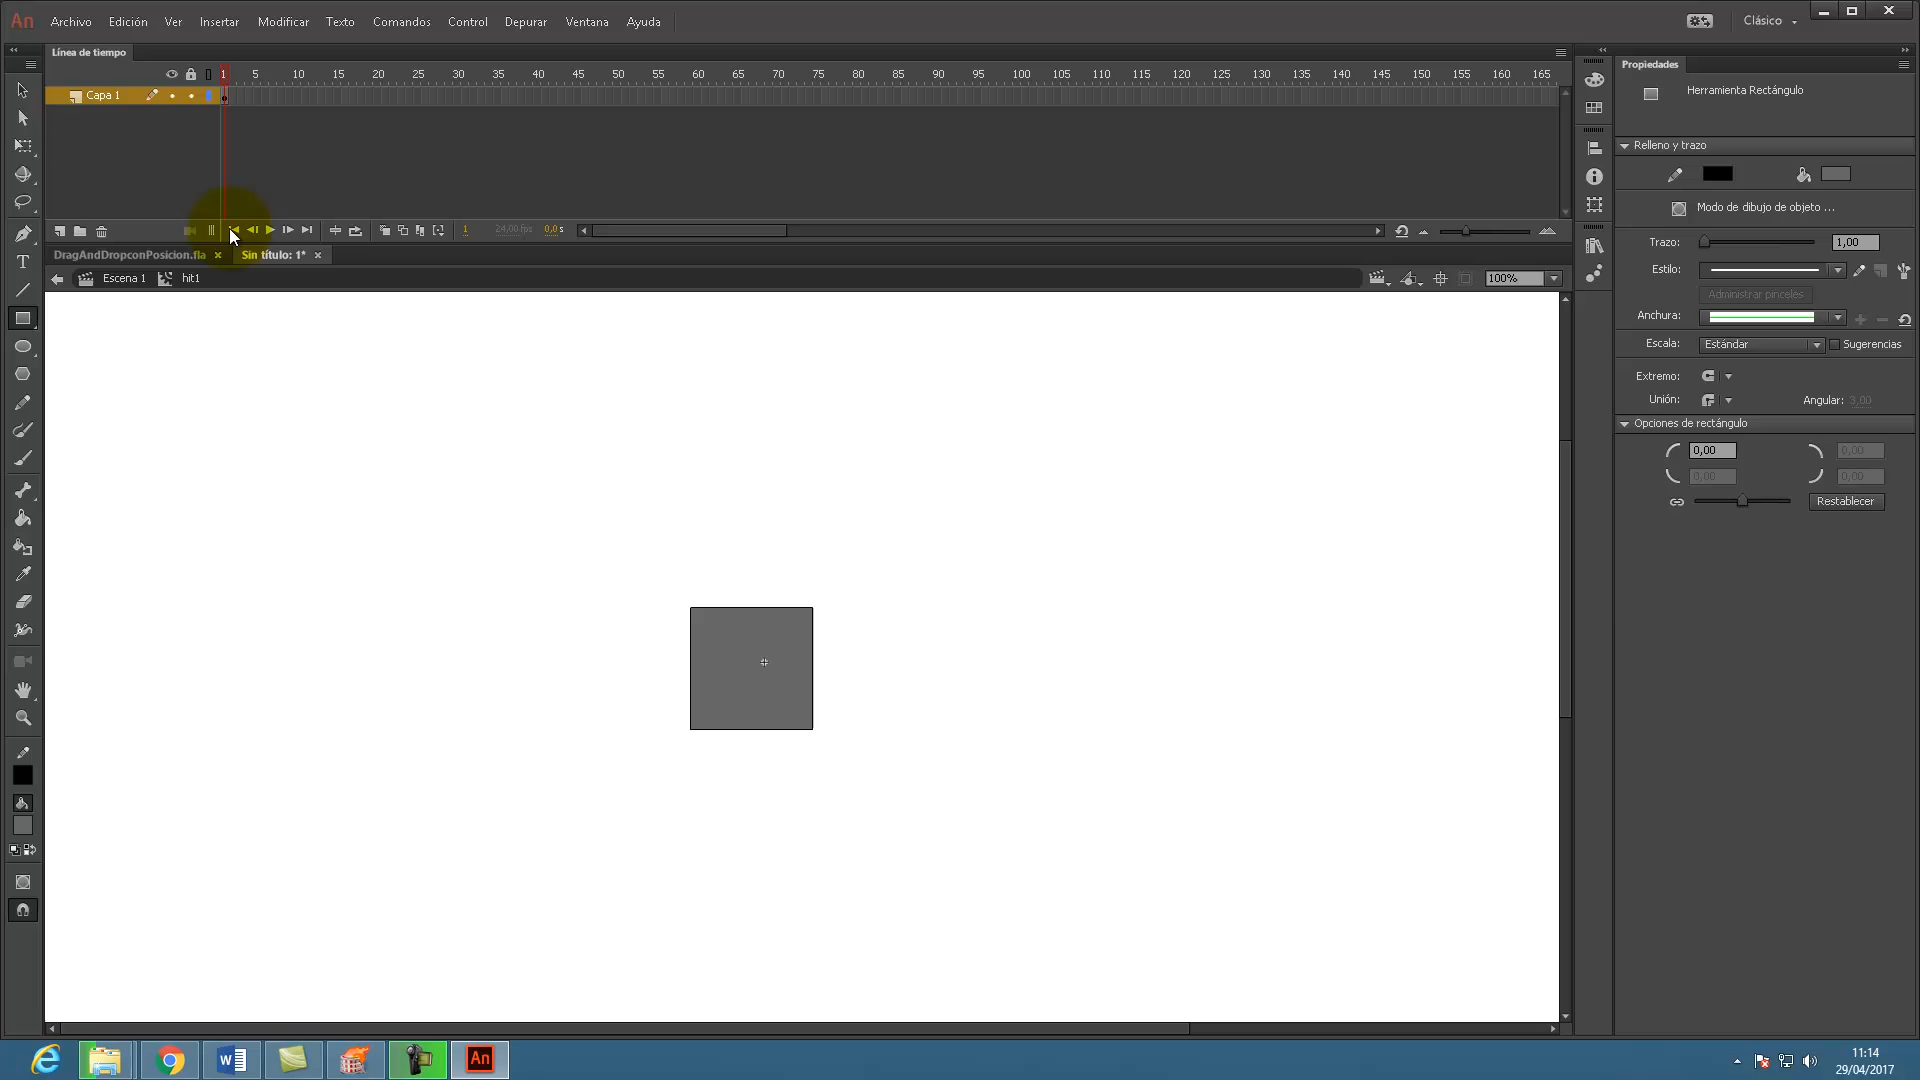 An Archivo Edición Ver Insertar Modificar Texto Comandos Control Depurar Ventana Ayuda Clásico
Línea de tiempo
1 5 10 15 20 25 30 35 40 45 50 55 60 65 70 75 80 85 90 95 100 105 110 115 120 125 130 135 140 145 150 155 160 165
Capa 1
1 24,00 fps 0,0 s
DragAndDropconPosicion.fla × Sin título: 1* ×
Escena 1 hit1 100%
Propiedades
Herramienta Rectángulo
Relleno y trazo
Modo de dibujo de objeto ...
Trazo: 1,00
Estilo:
Administrar pinceles
Anchura:
Escala: Estándar Sugerencias
Extremo:
Unión: Angular: 3,00
Opciones de rectángulo
0,00 0,00
0,00 0,00
Restablecer
An
11:14
29/04/2017